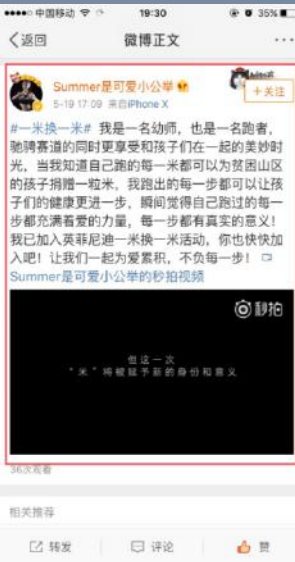 中国移动 19:30 35%
返回 微博正文 ...
Summer是可爱小公举
+关注
5-19 17:09 来自iPhone X
#一米换一米# 我是一名幼师，也是一名跑者，
驰骋赛道的同时更享受和孩子们在一起的美妙时
光，当我知道自己跑的每一米都可以为贫困山区
的孩子捐赠一粒米，我跑出的每一步都可以让孩
子们的健康更进一步，瞬间觉得自己跑过的每一
步都充满着爱的力量，每一步都有真实的意义！
我已加入英菲尼迪一米换一米活动，你也快快加
入吧！让我们一起为爱累积，不负每一步！
Summer是可爱小公举的秒拍视频
秒拍
但这一次
"米"将被赋予新的身份和意义
36次观看
相关推荐
转发 评论 赞